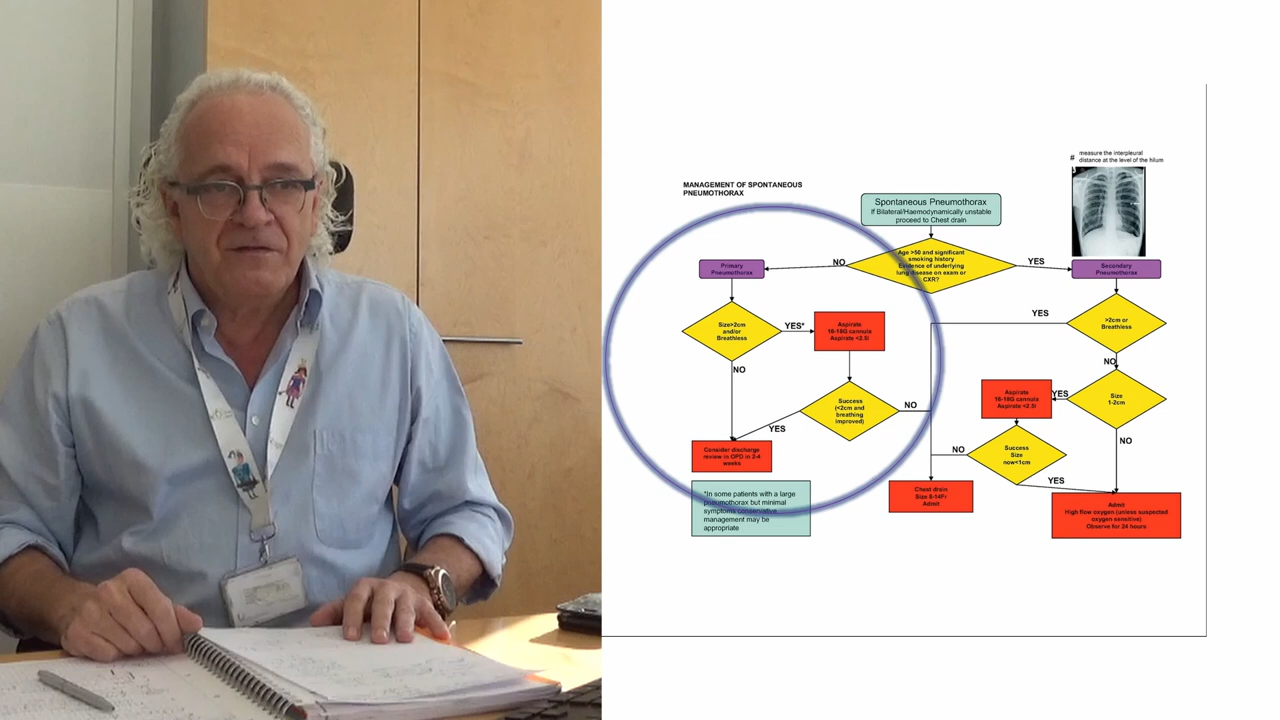 # measure the interpleural
distance at the level of the hilum
MANAGEMENT OF SPONTANEOUS
PNEUMOTHORAX
Spontaneous Pneumothorax
If Bilateral/Haemodynamically unstable
proceed to Chest drain
Age >50 and significant
smoking history
Evidence of underlying
lung disease on exam or
CXR?
NO
YES
Primary
Pneumothorax
Secondary
Pneumothorax
Size>2cm
and/or
Breathless
YES*
Aspirate
16-18G cannula
Aspirate <2.5l
YES
>2cm or
Breathless
NO
NO
Success
(<2cm and
breathing
improved)
NO
YES
Aspirate
16-18G cannula
Aspirate <2.5l
YES
Size
1-2cm
NO
Consider discharge
review in OPD in 2-4
weeks
NO
Success
Size
now<1cm
YES
*In some patients with a large
pneumothorax but minimal
symptoms conservative
management may be
appropriate
Chest drain
Size 8-14Fr
Admit
Admit
High flow oxygen (unless suspected
oxygen sensitive)
Observe for 24 hours